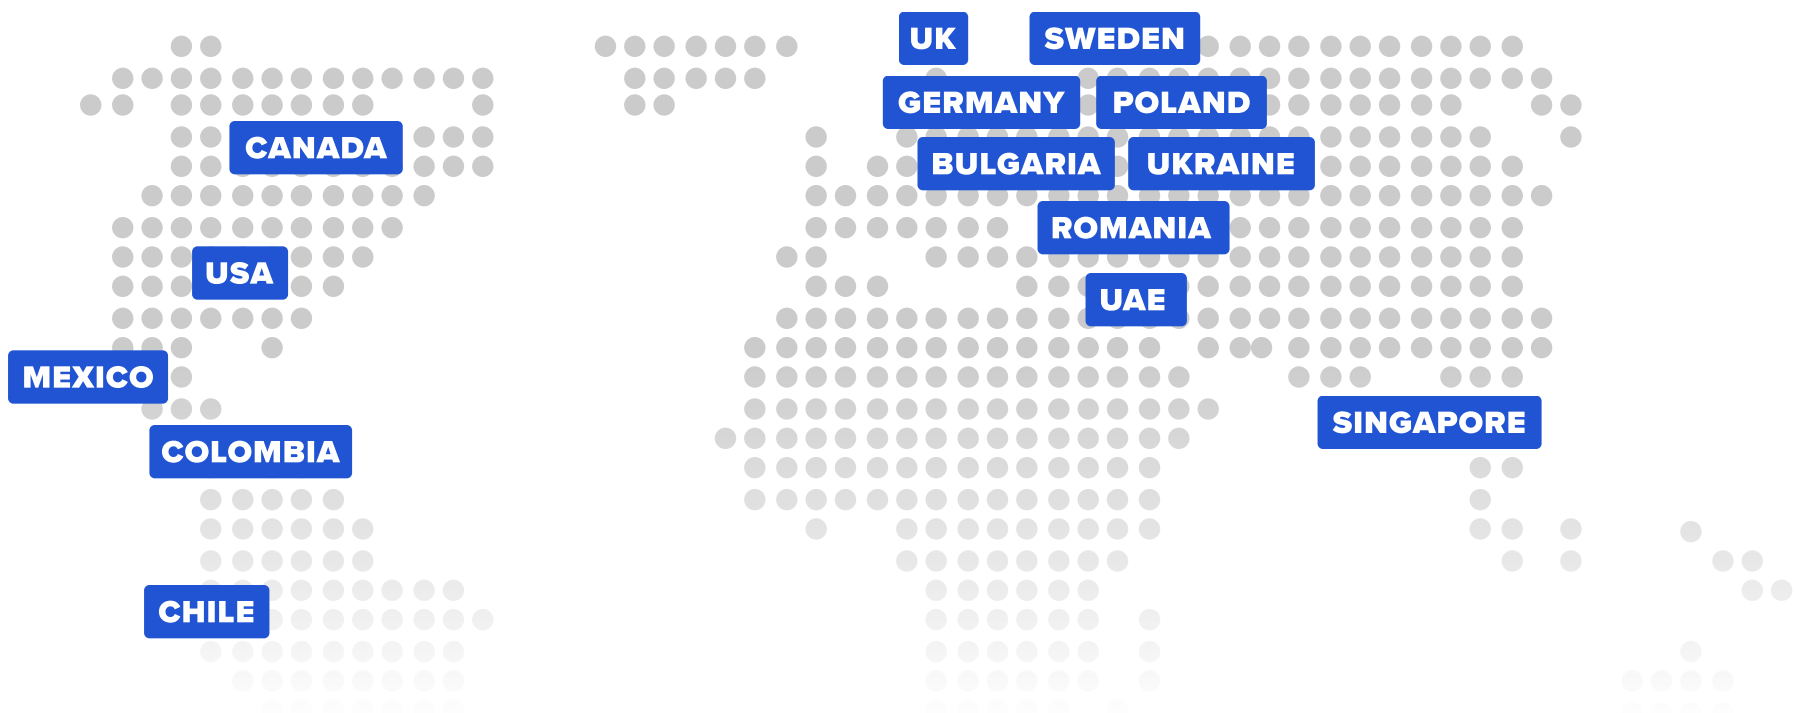 UK
SWEDEN
GERMANY
POLAND
CANADA
BULGARIA
UKRAINE
ROMANIA
USA
UAE
MEXICO
SINGAPORE
COLOMBIA
CHILE